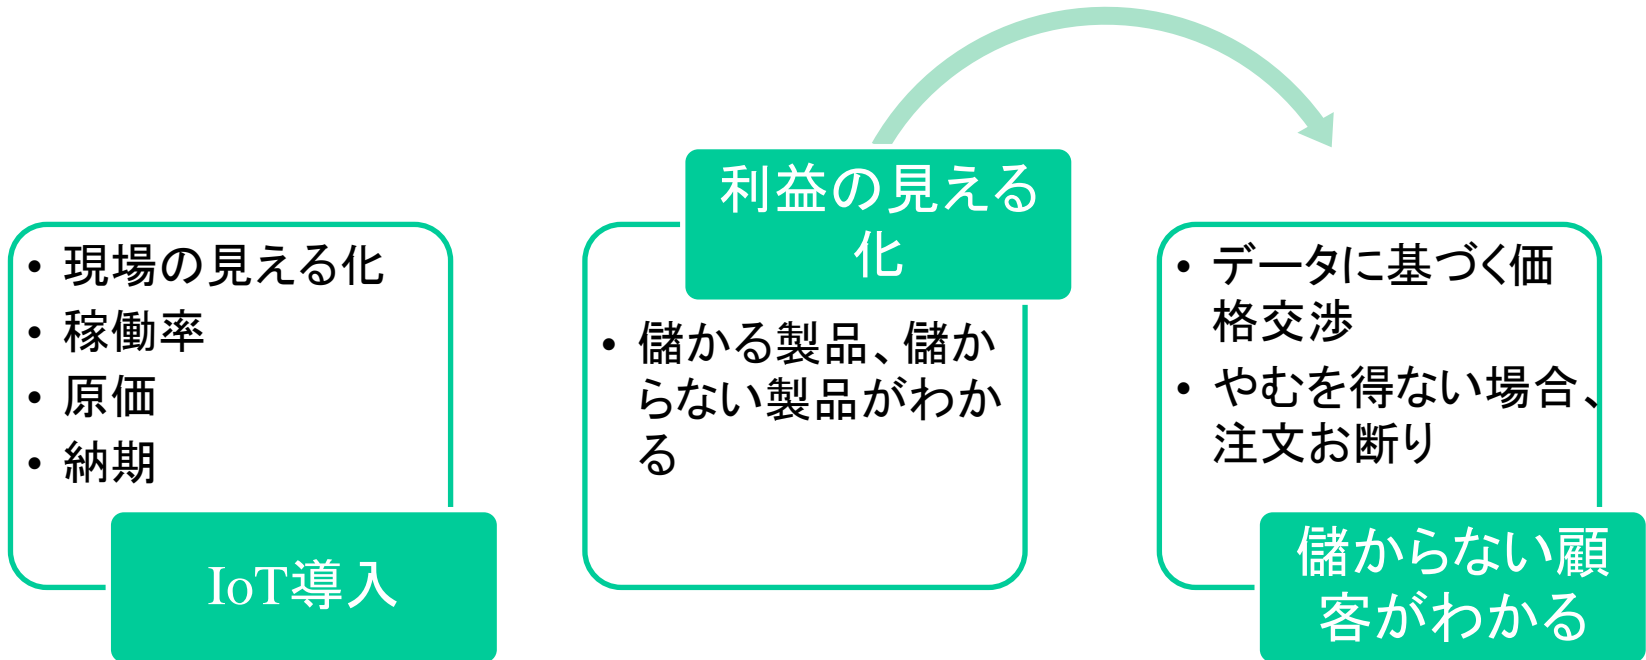 • 現場の見える化
• 稼働率
• 原価
• 納期
IoT導入
利益の見える
化
• 儲かる製品、儲か
らない製品がわか
る
• データに基づく価
格交渉
• やむを得ない場合、
注文お断り
儲からない顧
客がわかる